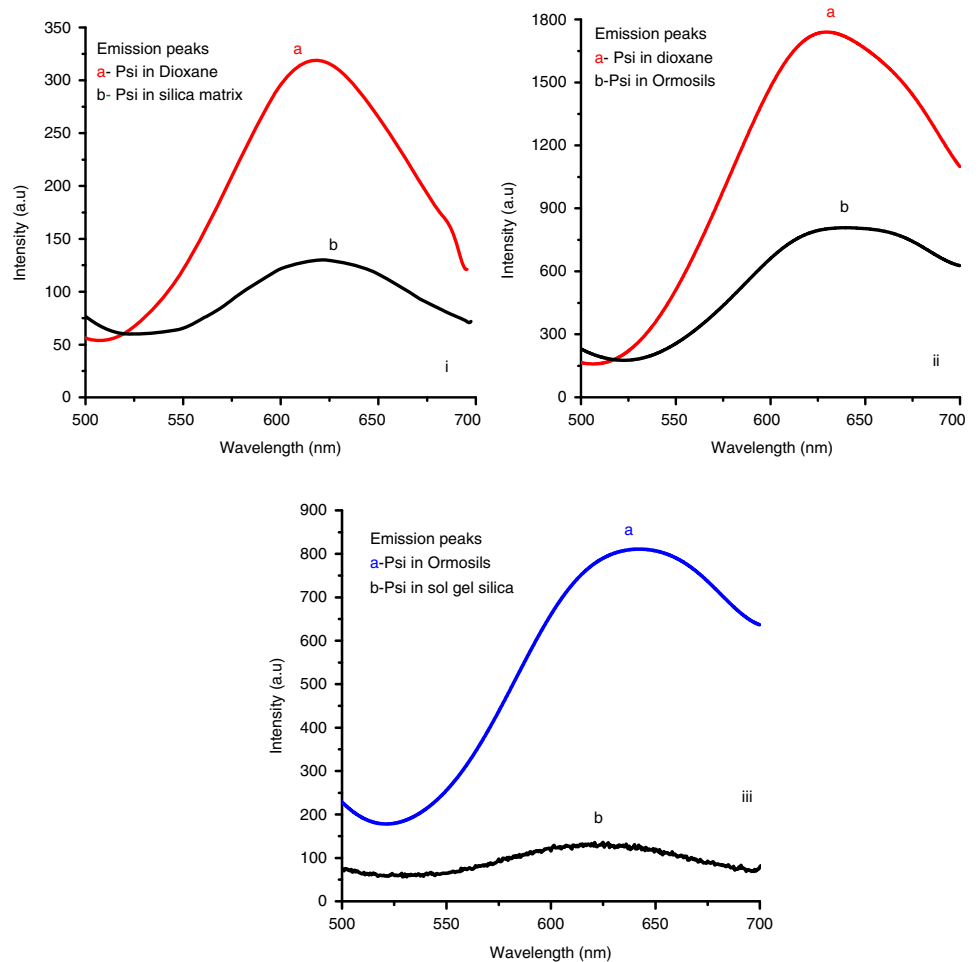 Emission peaks
a- Psi in Dioxane
b- Psi in silica matrix
a
b
i
350
300
250
200
150
100
50
0
Intensity (a.u)
500
550
600
650
700
Wavelength (nm)
Emission peaks
a- Psi in dioxane
b-Psi in Ormosils
a
b
ii
1800
1500
1200
900
600
300
0
Intensity (a.u)
500
550
600
650
700
Wavelength (nm)
Emission peaks
a-Psi in Ormosils
b-Psi in sol gel silica
a
b
iii
900
800
700
600
500
400
300
200
100
0
Intensity (a.u)
500
550
600
650
700
Wavelength (nm)